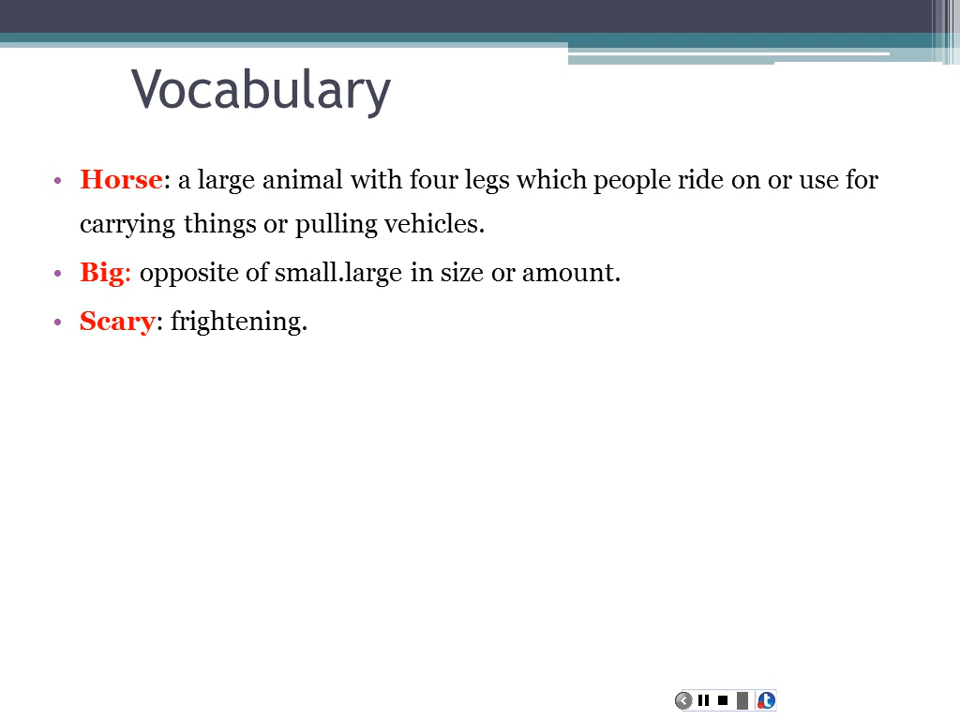 Vocabulary
• Horse: a large animal with four legs which people ride on or use for
carrying things or pulling vehicles.
• Big: opposite of small.large in size or amount.
• Scary: frightening.
t